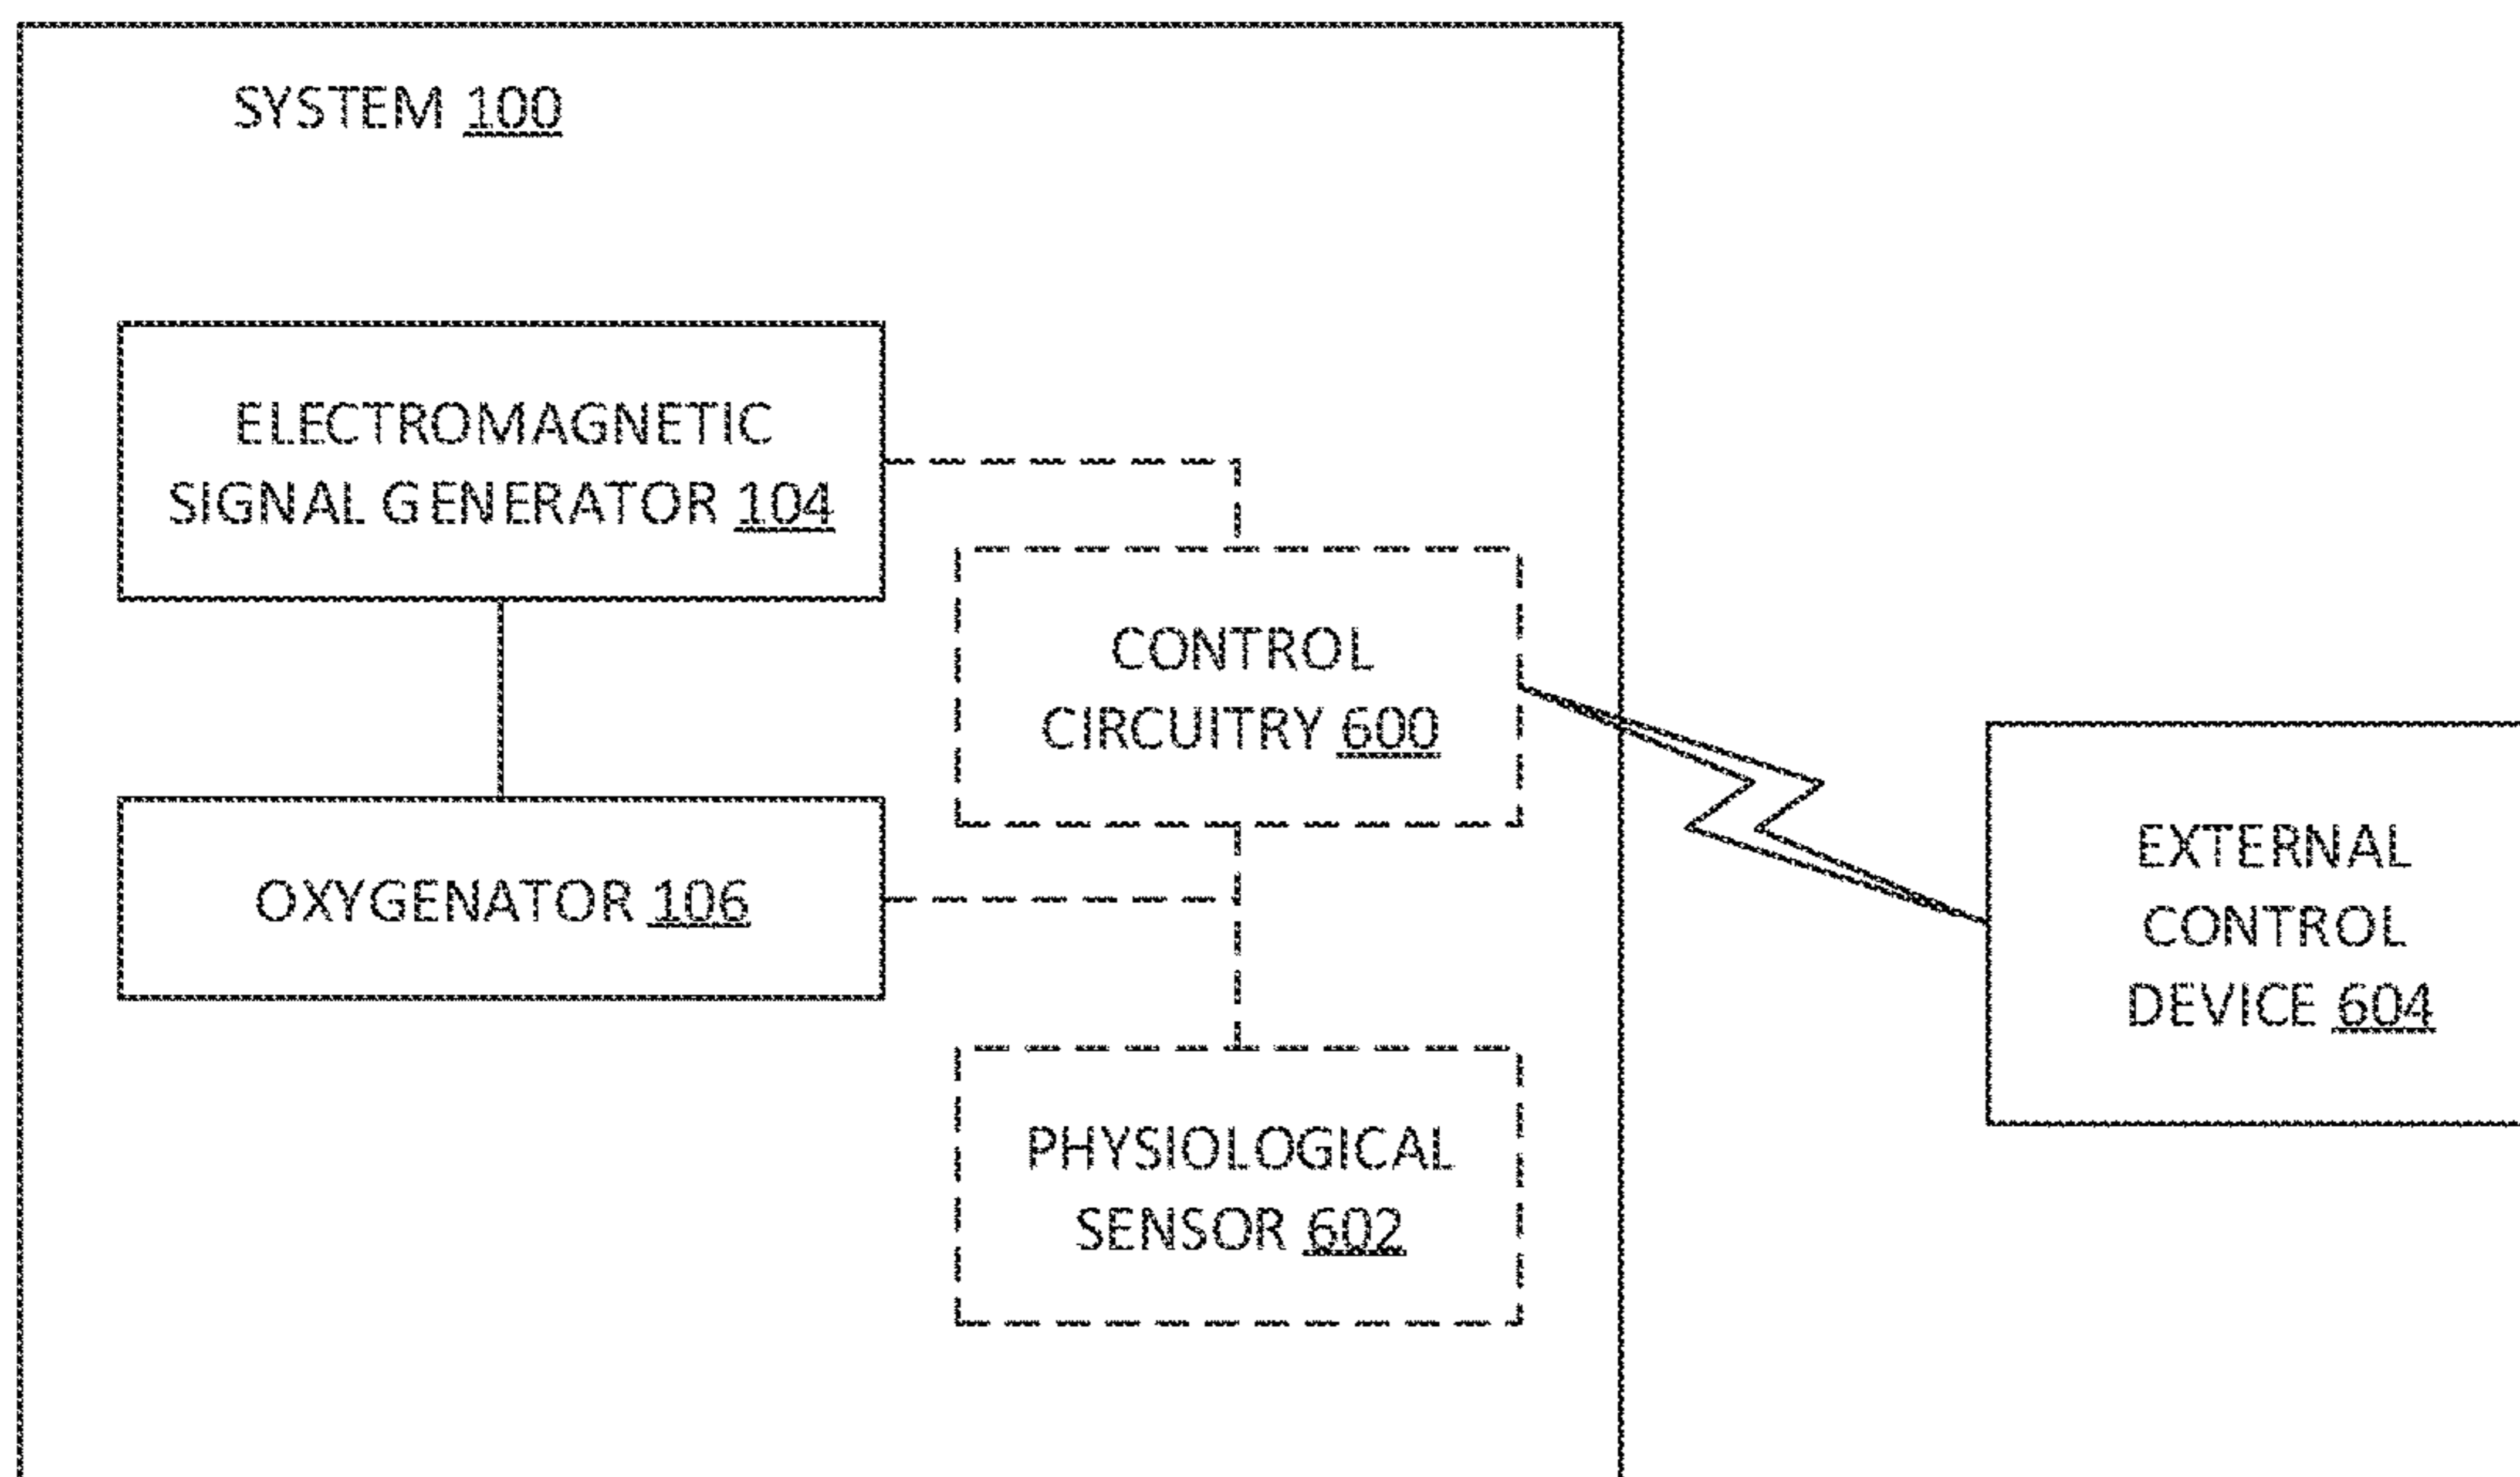 SYSTEM 100
ELECTROMAGNETIC
SIGNAL GENERATOR 104
CONTROL
CIRCUITRY 600
OXYGENATOR 106
EXTERNAL
CONTROL
DEVICE 604
PHYSIOLOGICAL
SENSOR 602